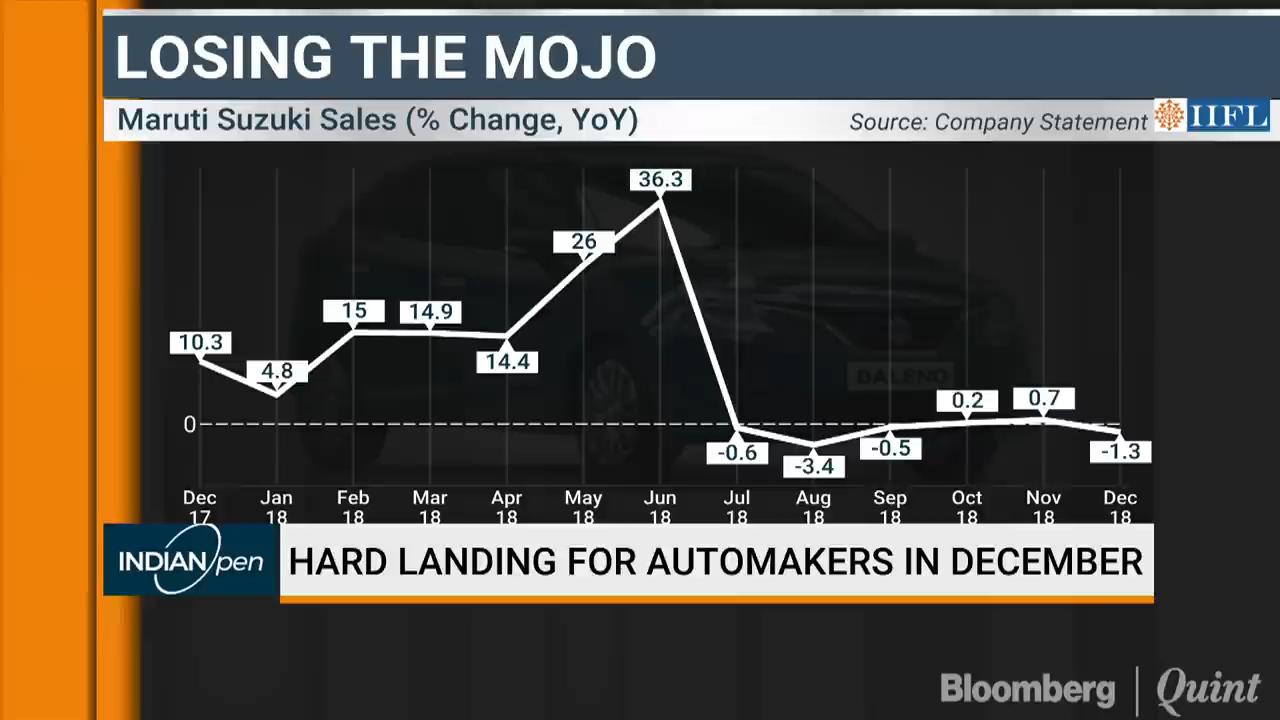 LOSING THE MOJO
Maruti Suzuki Sales (% Change, YoY)
Source: Company Statement
IIFL
36.3
26
15
14.9
10.3
4.8
14.4
0.2
0.7
0
-0.6
-3.4
-0.5
-1.3
Dec Jan Feb Mar Apr May Jun Jul Aug Sep Oct Nov Dec
17 18 18 18 18 18 18 18 18 18 18 18 18
BALENO
INDIAN Open
HARD LANDING FOR AUTOMAKERS IN DECEMBER
Bloomberg | Quint